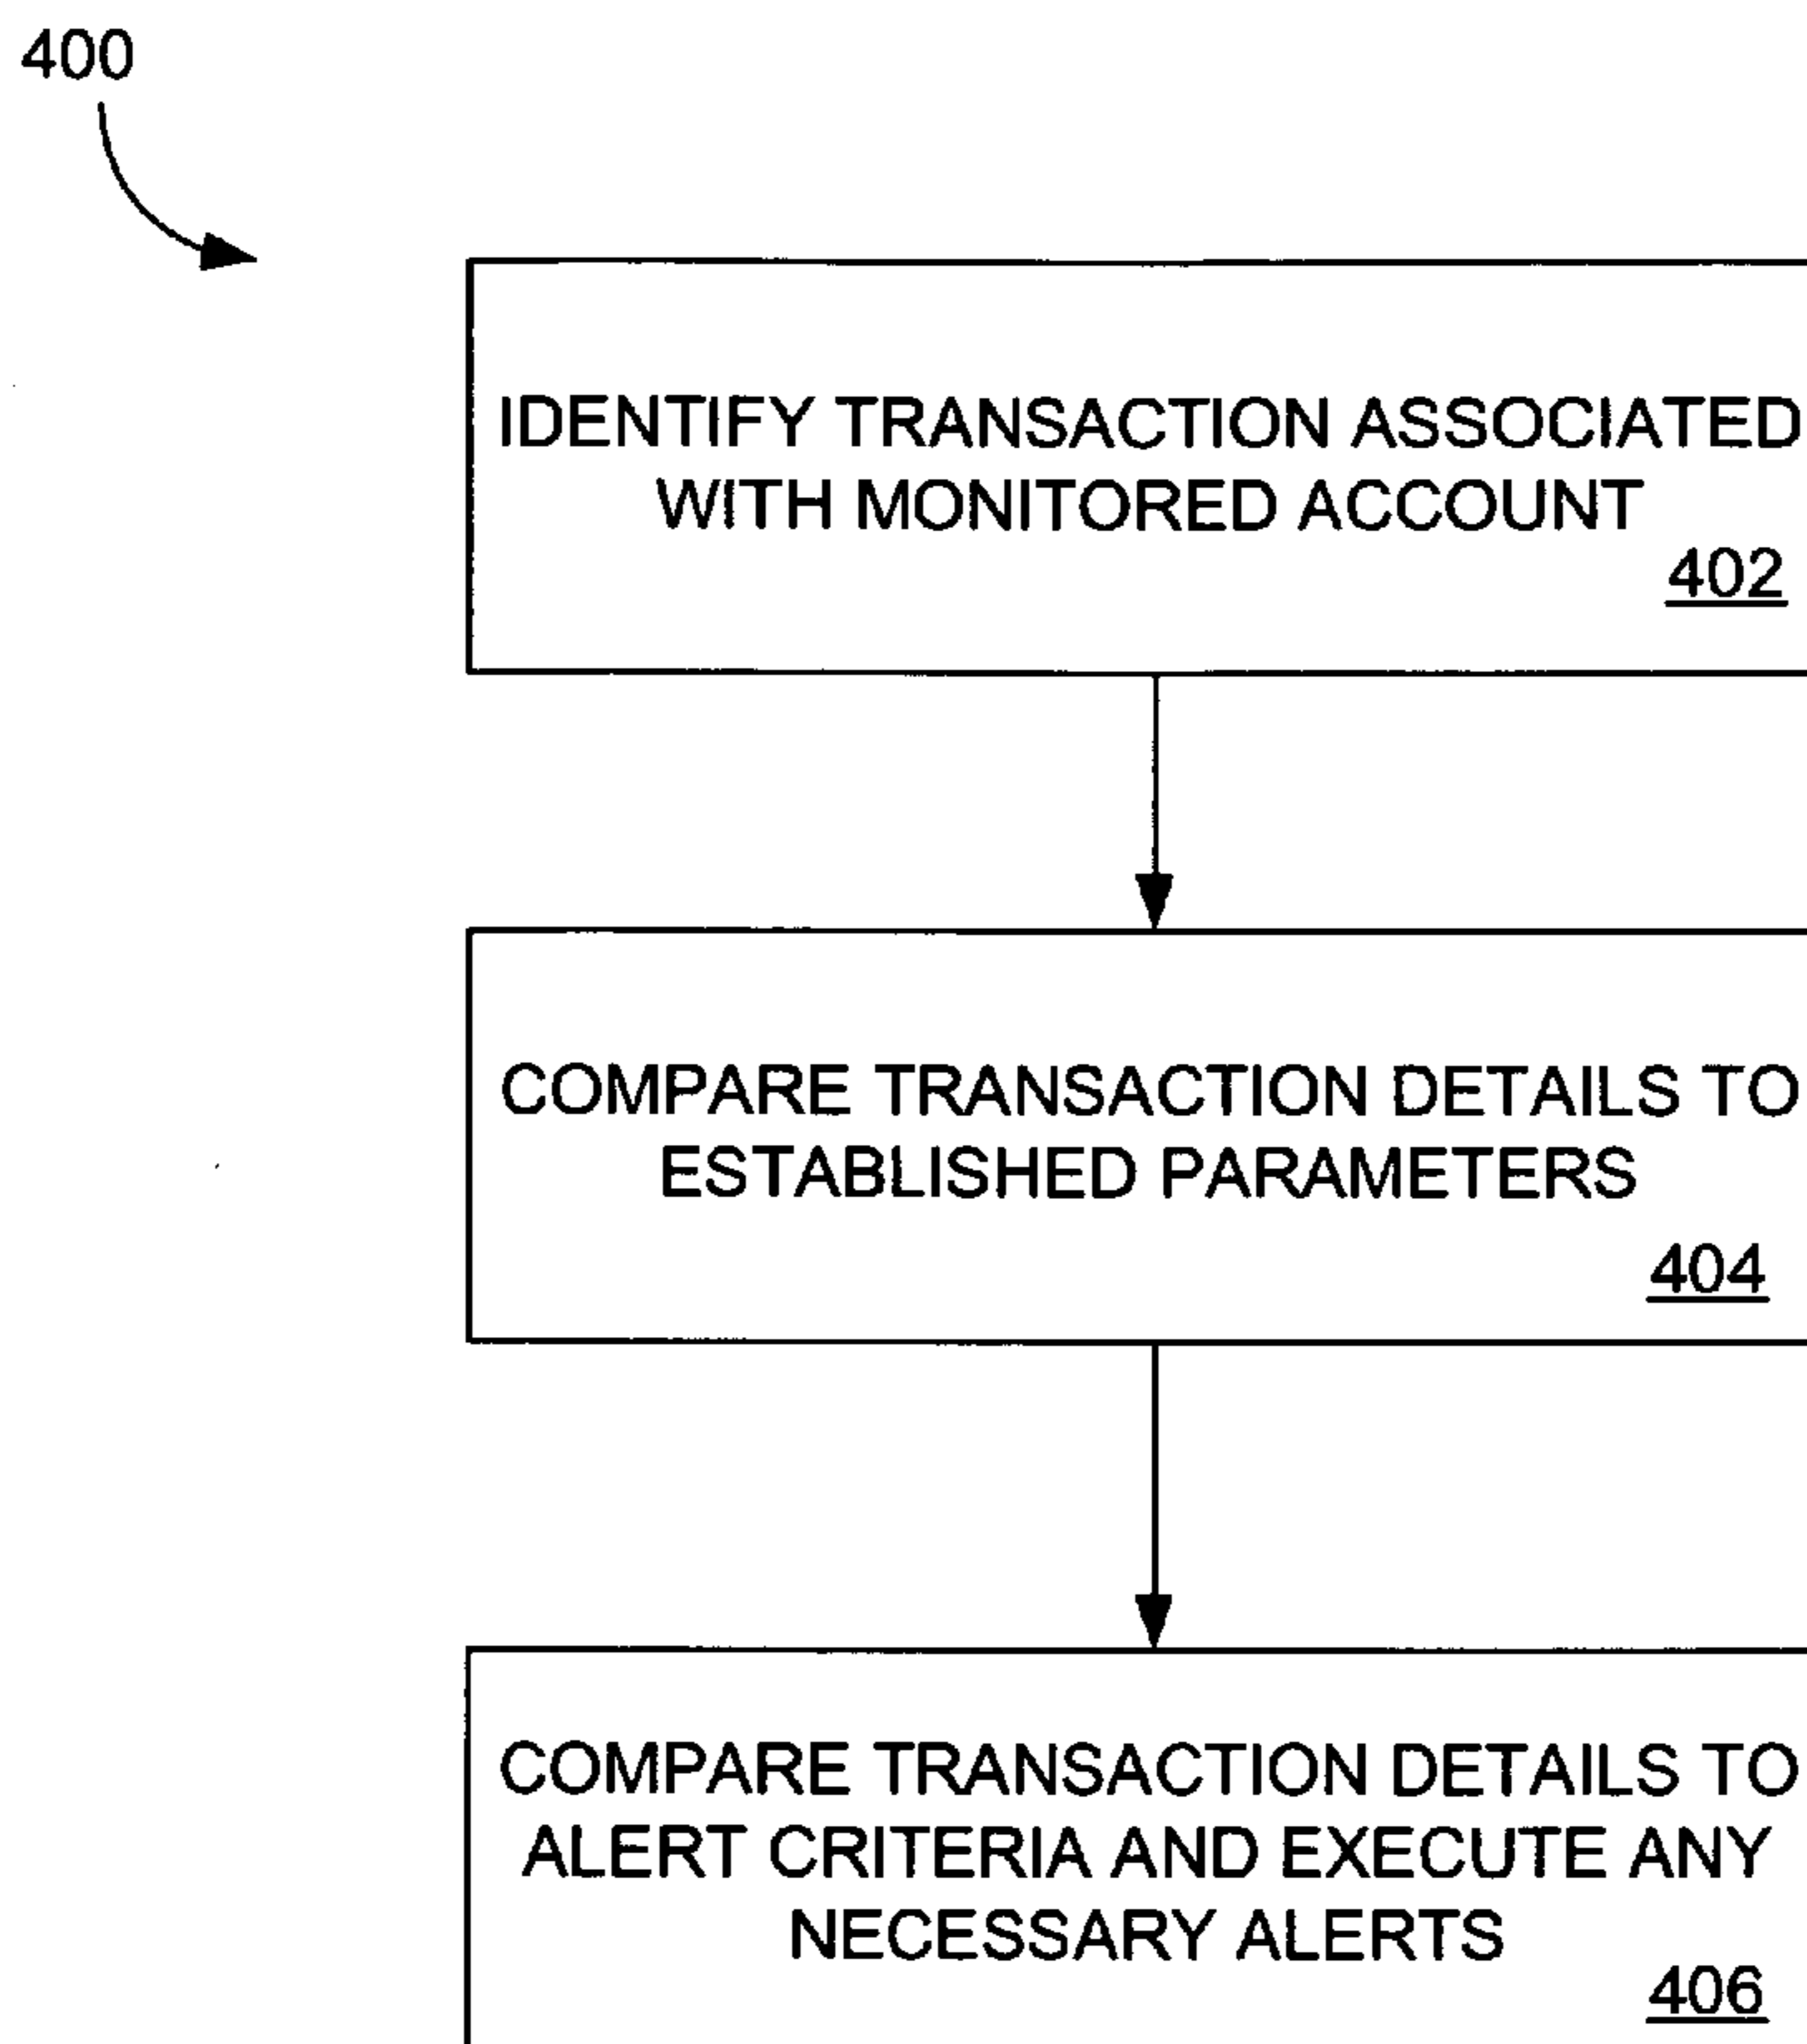 400
IDENTIFY TRANSACTION ASSOCIATED
WITH MONITORED ACCOUNT
402
COMPARE TRANSACTION DETAILS TO
ESTABLISHED PARAMETERS
404
COMPARE TRANSACTION DETAILS TO
ALERT CRITERIA AND EXECUTE ANY
NECESSARY ALERTS
406